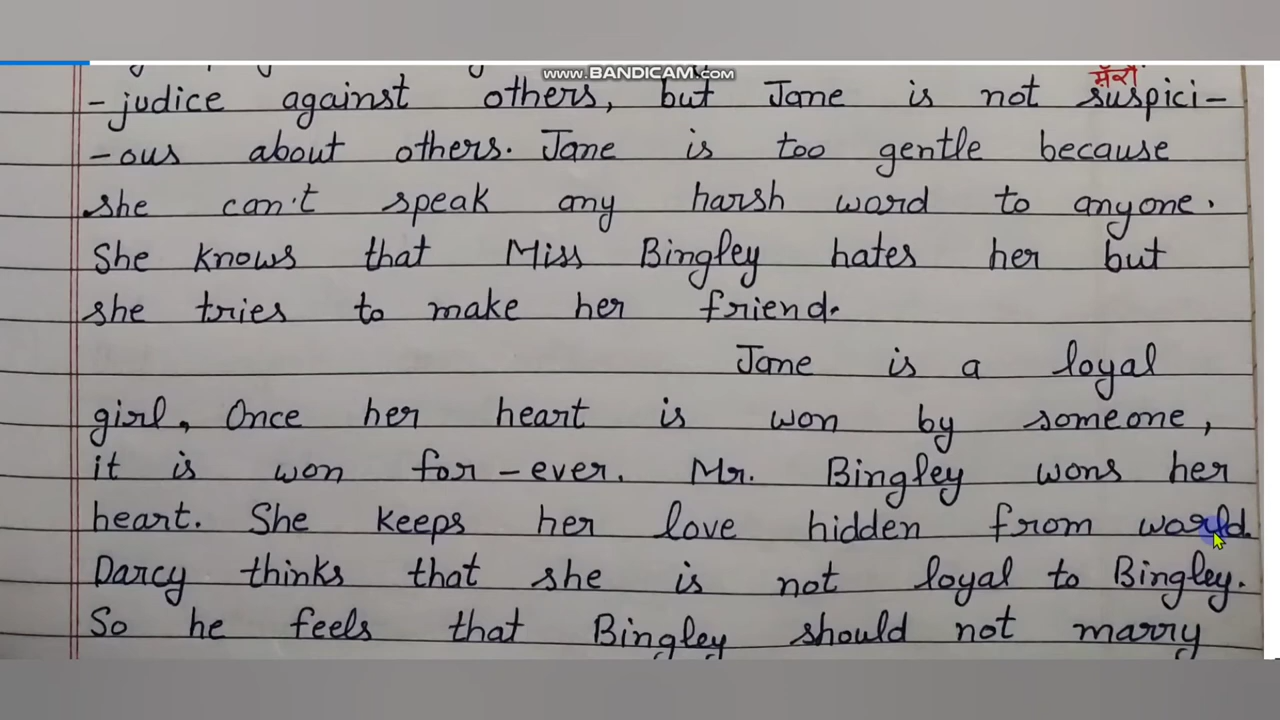 www.BANDICAM.com
शॅकी
-judice against others, but Jane is not suspici-
-ous about others. Jane is too gentle because
she can't speak any harsh word to anyone.
She knows that Miss Bingley hates her but
she tries to make her friend.
Jane is a loyal
girl, Once her heart is won by someone,
it is won for-ever. Mr. Bingley wons her
heart. She keeps her love hidden from world.
Darcy thinks that she is not loyal to Bingley.
So he feels that Bingley should not marry